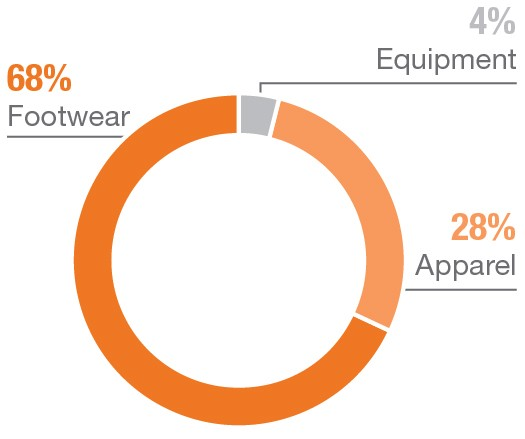 4%
Equipment
68%
Footwear
28%
Apparel